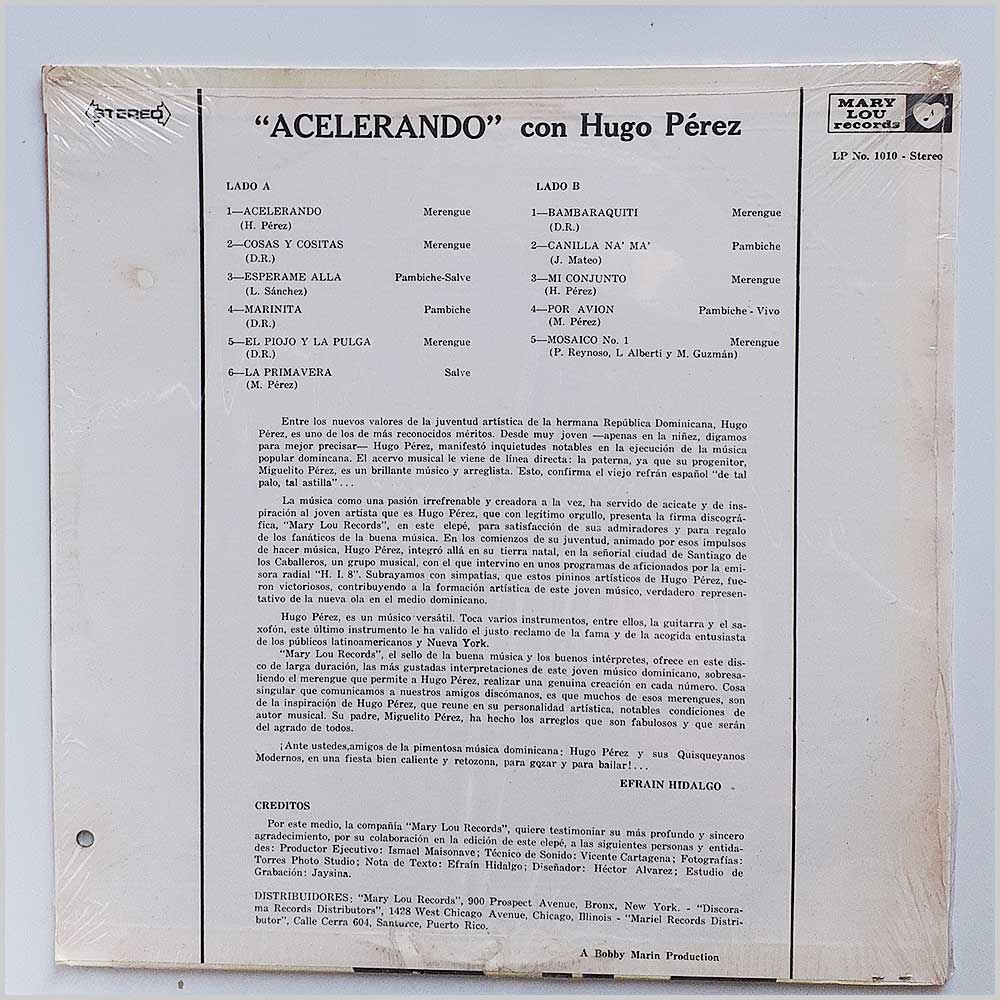 STEREO
"ACELERANDO" con Hugo Pérez
MARY
LOU
records
LP No. 1010 - Stereo
LADO A
1—ACELERANDO Merengue
(H. Pérez)
2—COSAS Y COSITAS Merengue
(D.R.)
3—ESPERAME ALLA Pambiche-Salve
(L. Sánchez)
4—MARINITA Pambiche
(D.R.)
5—EL PIOJO Y LA PULGA Merengue
(D.R.)
6—LA PRIMAVERA Salve
(M. Pérez)
LADO B
1—BAMBARAQUITI Merengue
(D.R.)
2—CANILLA NA' MA' Pambiche
(J. Mateo)
3—MI CONJUNTO Merengue
(H. Pérez)
4—POR AVION Pambiche - Vivo
(M. Pérez)
5—MOSAICO No. 1 Merengue
(P. Reynoso, L Alberti y M. Guzmán)
Entre los nuevos valores de la juventud artística de la hermana República Dominicana, Hugo
Pérez, es uno de los de más reconocidos méritos. Desde muy joven —apenas en la niñez, digamos
para mejor precisar— Hugo Pérez, manifestó inquietudes notables en la ejecución de la música
popular domincana. El acervo musical le viene de línea directa: la paterna, ya que su progenitor,
Miguelito Pérez, es un brillante músico y arreglista. Esto, confirma el viejo refrán español "de tal
palo, tal astilla"...
La música como una pasión irrefrenable y creadora a la vez, ha servido de acicate y de ins-
piración al joven artista que es Hugo Pérez, que con legítimo orgullo, presenta la firma discográ-
fica, "Mary Lou Records", en este elepé, para satisfacción de sus admiradores y para regalo
de los fanáticos de la buena música. En los comienzos de su juventud, animado por esos impulsos
de hacer música, Hugo Pérez, integró allá en su tierra natal, en la señorial ciudad de Santiago de
los Caballeros, un grupo musical, con el que intervino en unos programas de aficionados por la emi-
sora radial "H. I. 8". Subrayamos con simpatías, que estos pininos artísticos de Hugo Pérez, fue-
ron victoriosos, contribuyendo a la formación artística de este joven músico, verdadero represen-
tativo de la nueva ola en el medio dominicano.
Hugo Pérez, es un músico versátil. Toca varios instrumentos, entre ellos, la guitarra y el sa-
xofón, este último instrumento le ha valido el justo reclamo de la fama y de la acogida entusiasta
de los públicos latinoamericanos y Nueva York.
"Mary Lou Records", el sello de la buena música y los buenos intérpretes, ofrece en este dis-
co de larga duración, las más gustadas interpretaciones de este joven músico dominicano, sobresa-
liendo el merengue que permite a Hugo Pérez, realizar una genuina creación en cada número. Cosa
singular que comunicamos a nuestros amigos discómanos, es que muchos de esos merengues, son
de la inspiración de Hugo Pérez, que reune en su personalidad artística, notables condiciones de
autor musical. Su padre, Miguelito Pérez, ha hecho los arreglos que son fabulosos y que serán
del agrado de todos.
¡Ante ustedes,amigos de la pimentosa música dominicana: Hugo Pérez y sus Quisqueyanos
Modernos, en una fiesta bien caliente y retozona, para gozar y para bailar!...
EFRAIN HIDALGO
CREDITOS
Por este medio, la compañía "Mary Lou Records", quiere testimoniar su más profundo y sincero
agradecimiento, por su colaboración en la edición de este elepé, a las siguientes personas y entida-
des: Productor Ejecutivo: Ismael Maisonave; Técnico de Sonido: Vicente Cartagena; Fotografías:
Torres Photo Studio; Nota de Texto: Efraín Hidalgo; Diseñador: Héctor Alvarez; Estudio de
Grabación: Jaysina.
DISTRIBUIDORES: "Mary Lou Records", 900 Prospect Avenue, Bronx, New York. - "Discora-
ma Records Distributors", 1428 West Chicago Avenue, Chicago, Illinois - "Mariel Records Distri-
butor", Calle Cerra 604, Santurce, Puerto Rico.
A Bobby Marin Production